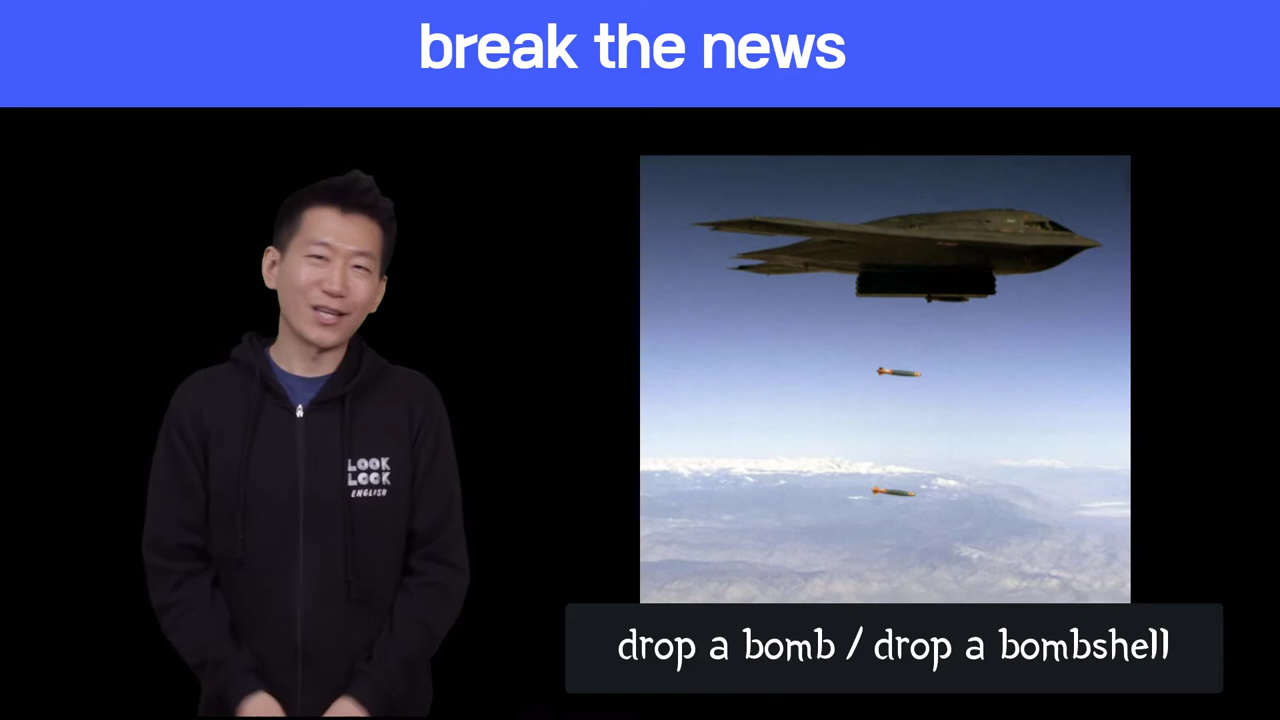 break the news
LOOK
LOOK
ENGLISH
drop a bomb / drop a bombshell